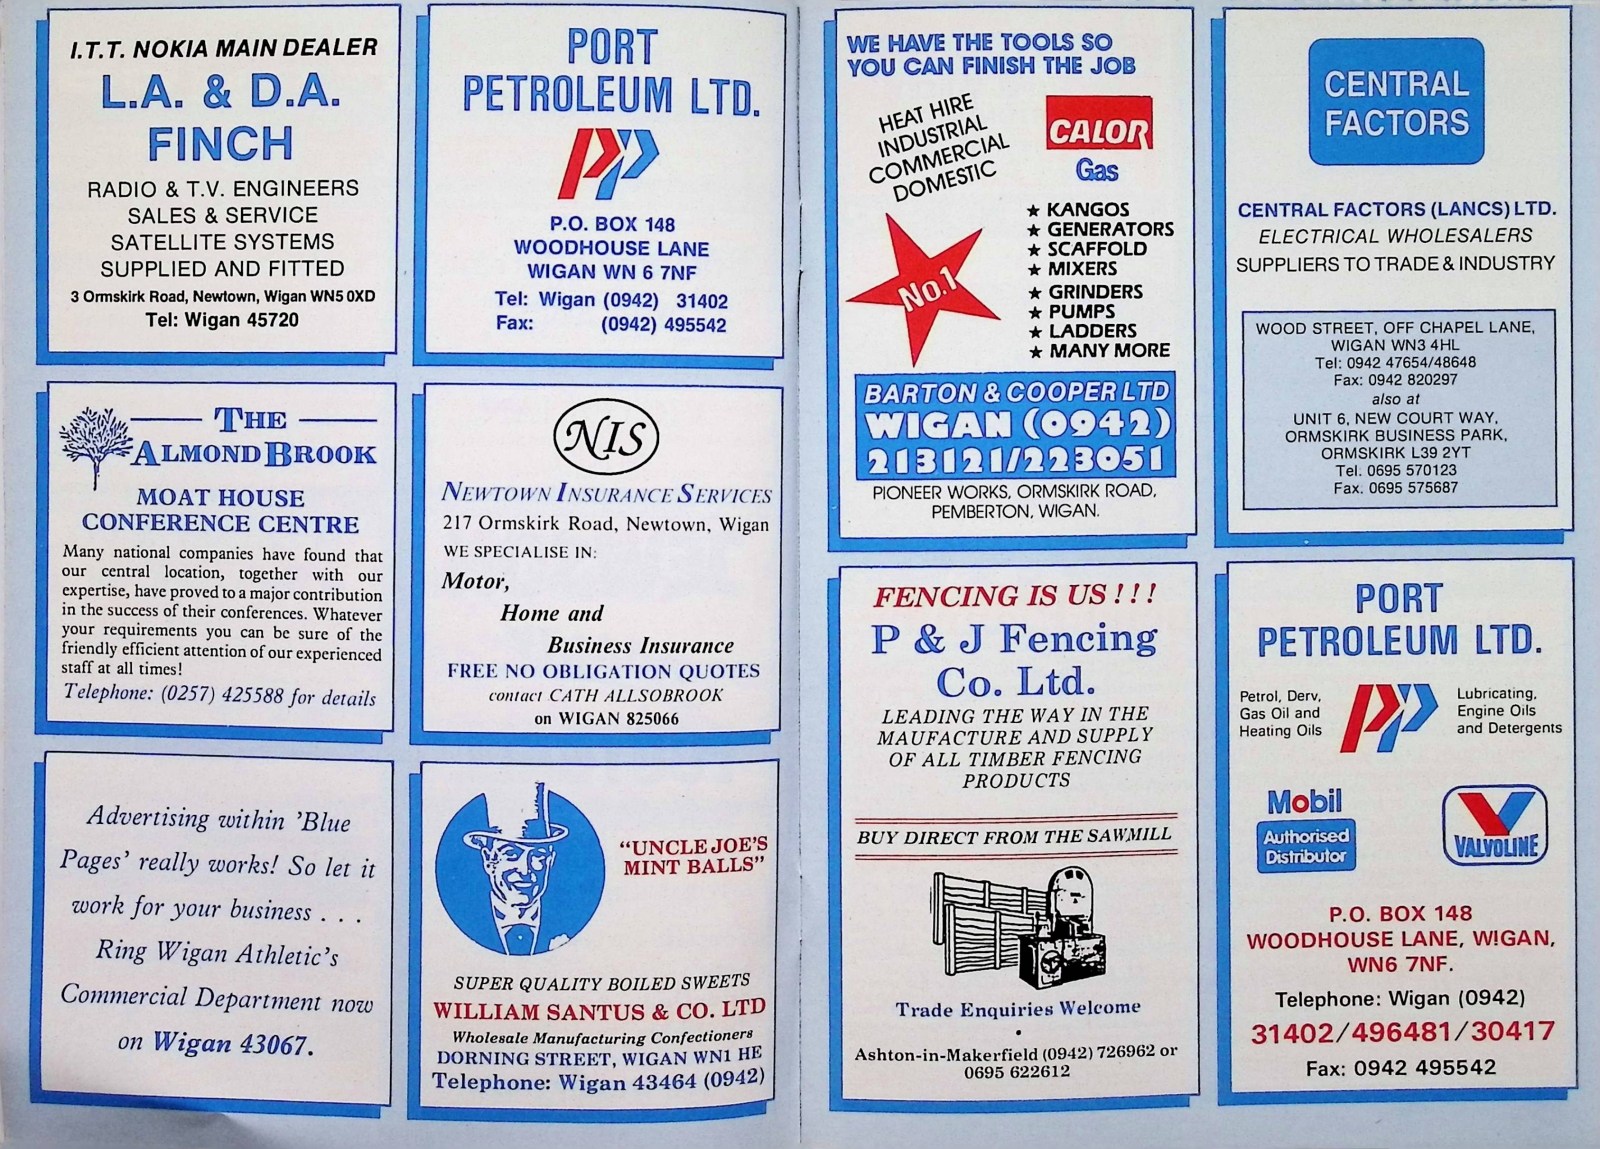 I.T.T. NOKIA MAIN DEALER
L.A. & D.A.
FINCH
RADIO & T.V. ENGINEERS
SALES & SERVICE
SATELLITE SYSTEMS
SUPPLIED AND FITTED
3 Ormskirk Road, Newtown, Wigan WN5 0XD
Tel: Wigan 45720
PORT
PETROLEUM LTD.
P.O. BOX 148
WOODHOUSE LANE
WIGAN WN 6 7NF
Tel: Wigan (0942) 31402
Fax: (0942) 495542
THE
ALMOND BROOK
MOAT HOUSE
CONFERENCE CENTRE
Many national companies have found that
our central location, together with our
expertise, have proved to a major contribution
in the success of their conferences. Whatever
your requirements you can be sure of the
friendly efficient attention of our experienced
staff at all times!
Telephone: (0257) 425588 for details
NIS
NEWTOWN INSURANCE SERVICES
217 Ormskirk Road, Newtown, Wigan
WE SPECIALISE IN:
Motor,
Home and
Business Insurance
FREE NO OBLIGATION QUOTES
contact CATH ALLSOBROOK
on WIGAN 825066
Advertising within 'Blue
Pages' really works! So let it
work for your business . . .
Ring Wigan Athletic's
Commercial Department now
on Wigan 43067.
"UNCLE JOE'S
MINT BALLS"
SUPER QUALITY BOILED SWEETS
WILLIAM SANTUS & CO. LTD
Wholesale Manufacturing Confectioners
DORNING STREET, WIGAN WN1 HE
Telephone: Wigan 43464 (0942)
WE HAVE THE TOOLS SO
YOU CAN FINISH THE JOB
HEAT HIRE
INDUSTRIAL
COMMERCIAL
DOMESTIC
CALOR
Gas
No.1
★ KANGOS
★ GENERATORS
★ SCAFFOLD
★ MIXERS
★ GRINDERS
★ PUMPS
★ LADDERS
★ MANY MORE
BARTON & COOPER LTD
WIGAN (0942)
213121/223051
PIONEER WORKS, ORMSKIRK ROAD,
PEMBERTON, WIGAN.
CENTRAL
FACTORS
CENTRAL FACTORS (LANCS) LTD.
ELECTRICAL WHOLESALERS
SUPPLIERS TO TRADE & INDUSTRY
WOOD STREET, OFF CHAPEL LANE,
WIGAN WN3 4HL
Tel: 0942 47654/48648
Fax: 0942 820297
also at
UNIT 6, NEW COURT WAY,
ORMSKIRK BUSINESS PARK,
ORMSKIRK L39 2YT
Tel. 0695 570123
Fax. 0695 575687
FENCING IS US ! ! !
P & J Fencing
Co. Ltd.
LEADING THE WAY IN THE
MAUFACTURE AND SUPPLY
OF ALL TIMBER FENCING
PRODUCTS
BUY DIRECT FROM THE SAWMILL
Trade Enquiries Welcome
•
Ashton-in-Makerfield (0942) 726962 or
0695 622612
PORT
PETROLEUM LTD.
Petrol, Derv,
Gas Oil and
Heating Oils
Lubricating,
Engine Oils
and Detergents
Mobil
Authorised
Distributor
VALVOLINE
P.O. BOX 148
WOODHOUSE LANE, WIGAN,
WN6 7NF.
Telephone: Wigan (0942)
31402/496481/30417
Fax: 0942 495542